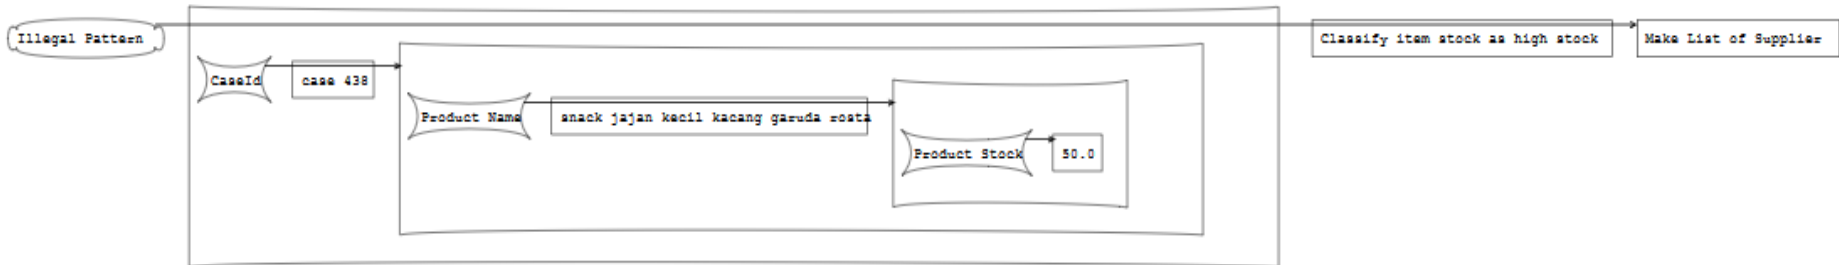 Illegal Pattern
Classify item stock as high stock
Make List of Supplier
CaseId
case 438
Product Name
snack jajan kecil kacang garuda rosta
Product Stock
50.0